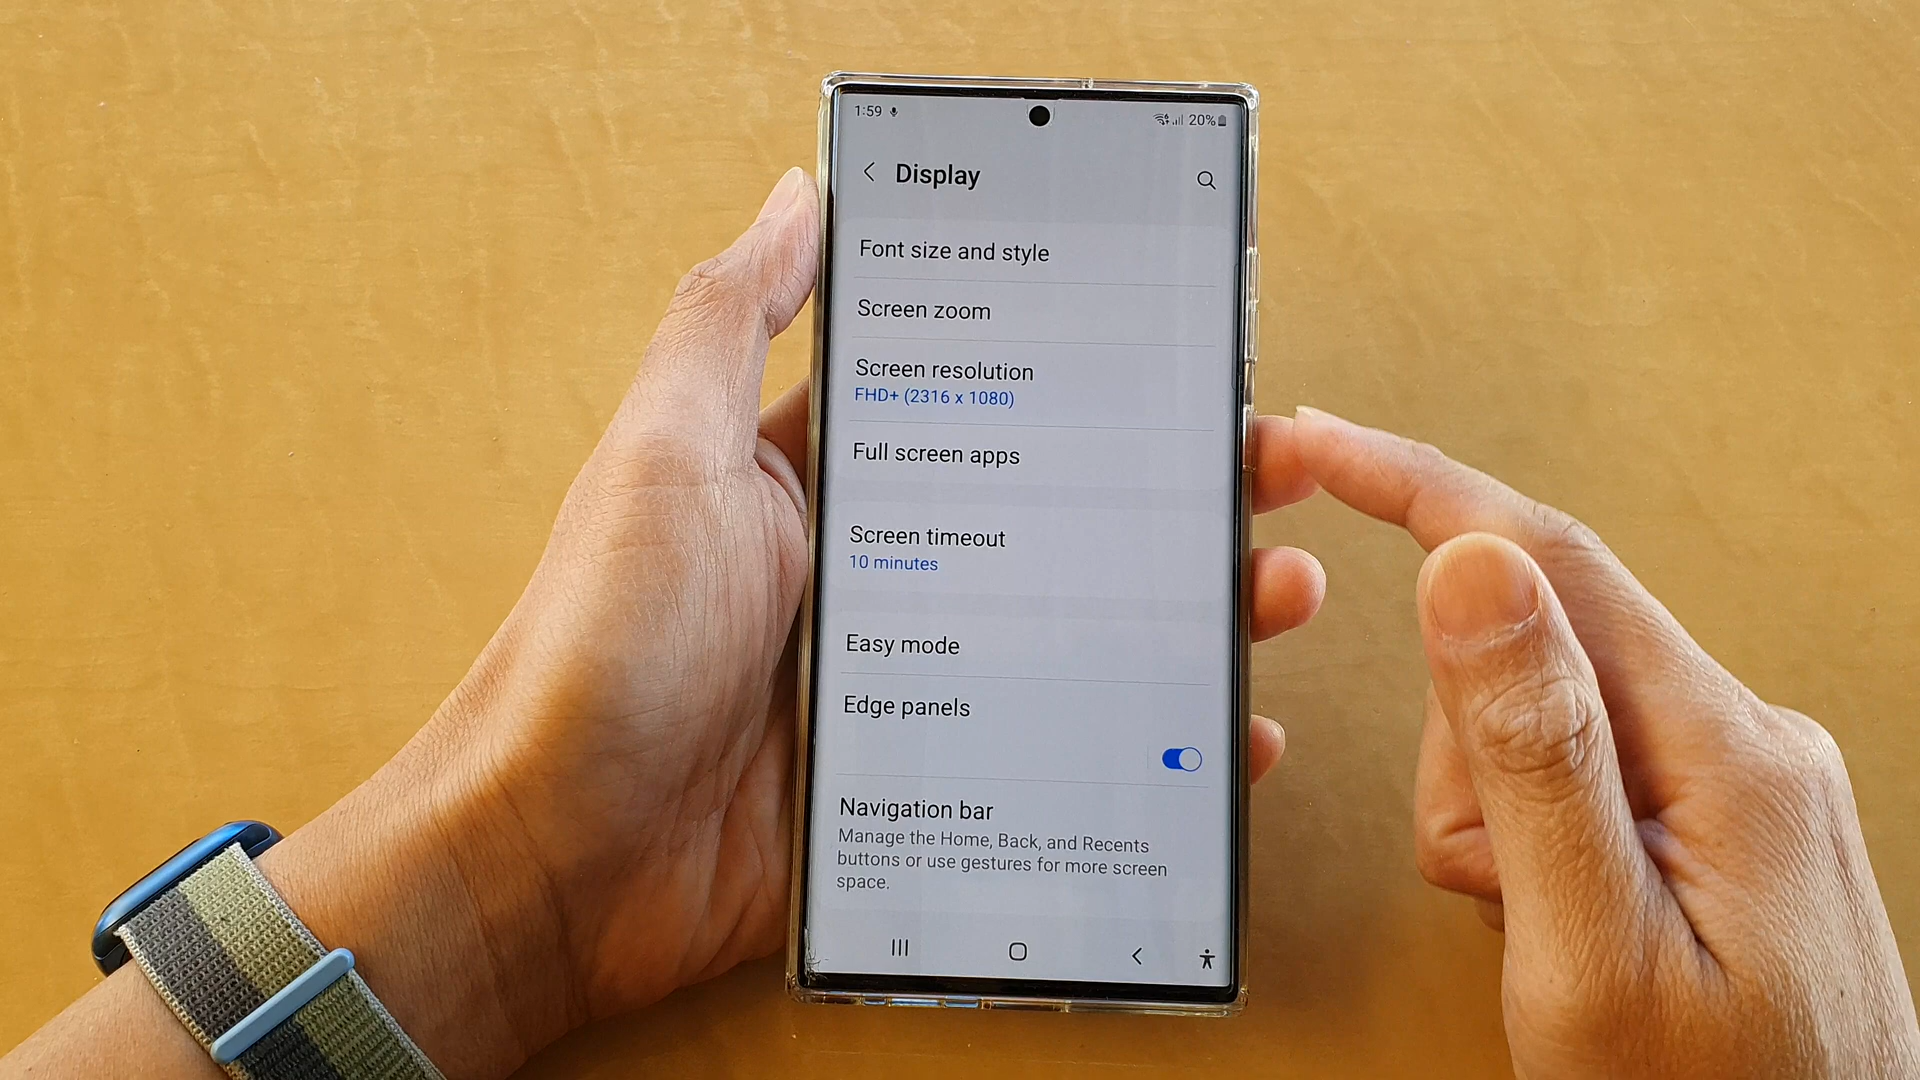 1:59
20%
Display
Font size and style
Screen zoom
Screen resolution
FHD+ (2316 x 1080)
Full screen apps
Screen timeout
10 minutes
Easy mode
Edge panels
Navigation bar
Manage the Home, Back, and Recents
buttons or use gestures for more screen
space.